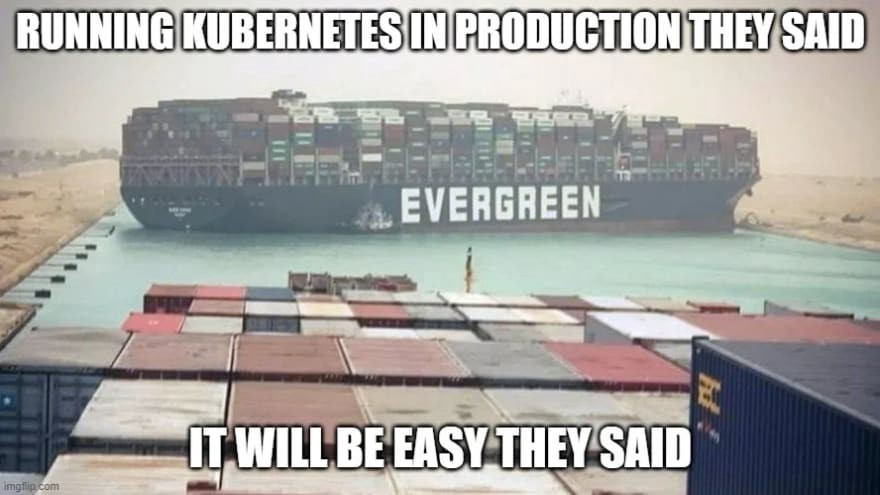 RUNNING KUBERNETES IN PRODUCTION THEY SAID
EVERGREEN
IT WILL BE EASY THEY SAID
imgflip.com